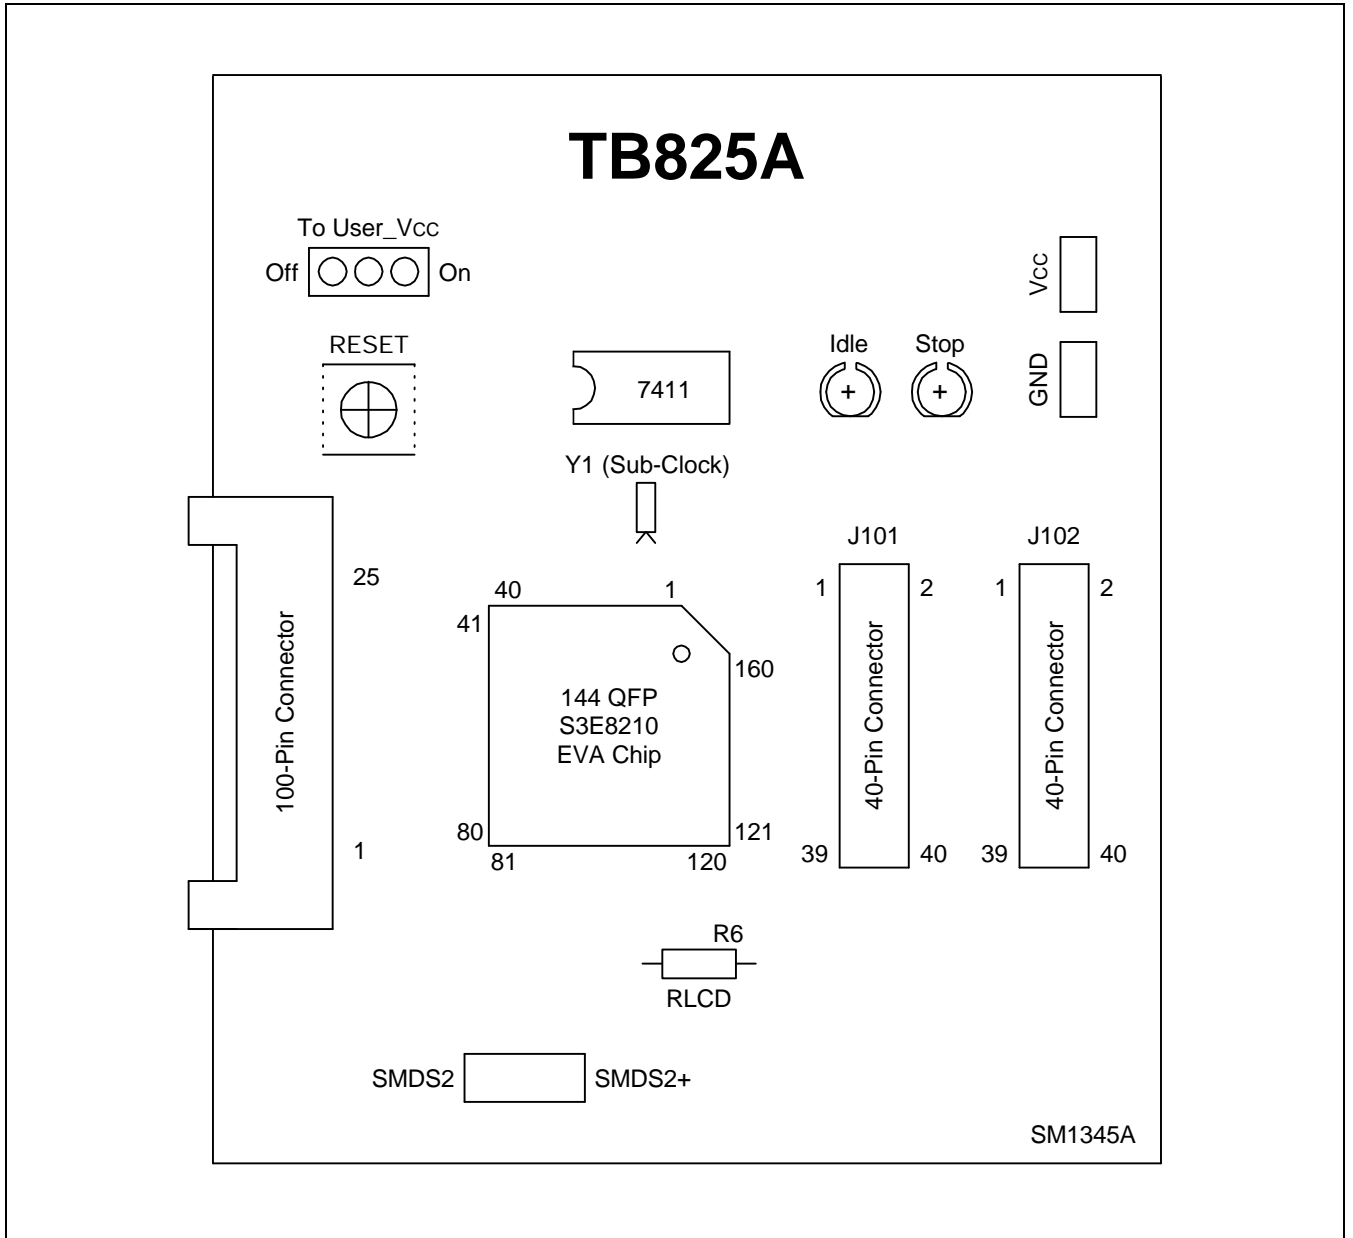 TB825A
To User_Vcc
Off
On
Vcc
RESET
7411
Idle
Stop
GND
Y1 (Sub-Clock)
J101
J102
25
100-Pin Connector
1
40
1
41
160
144 QFP
S3E8210
EVA Chip
80
121
81
120
1
2
40-Pin Connector
39
40
1
2
40-Pin Connector
39
40
R6
RLCD
SMDS2
SMDS2+
SM1345A